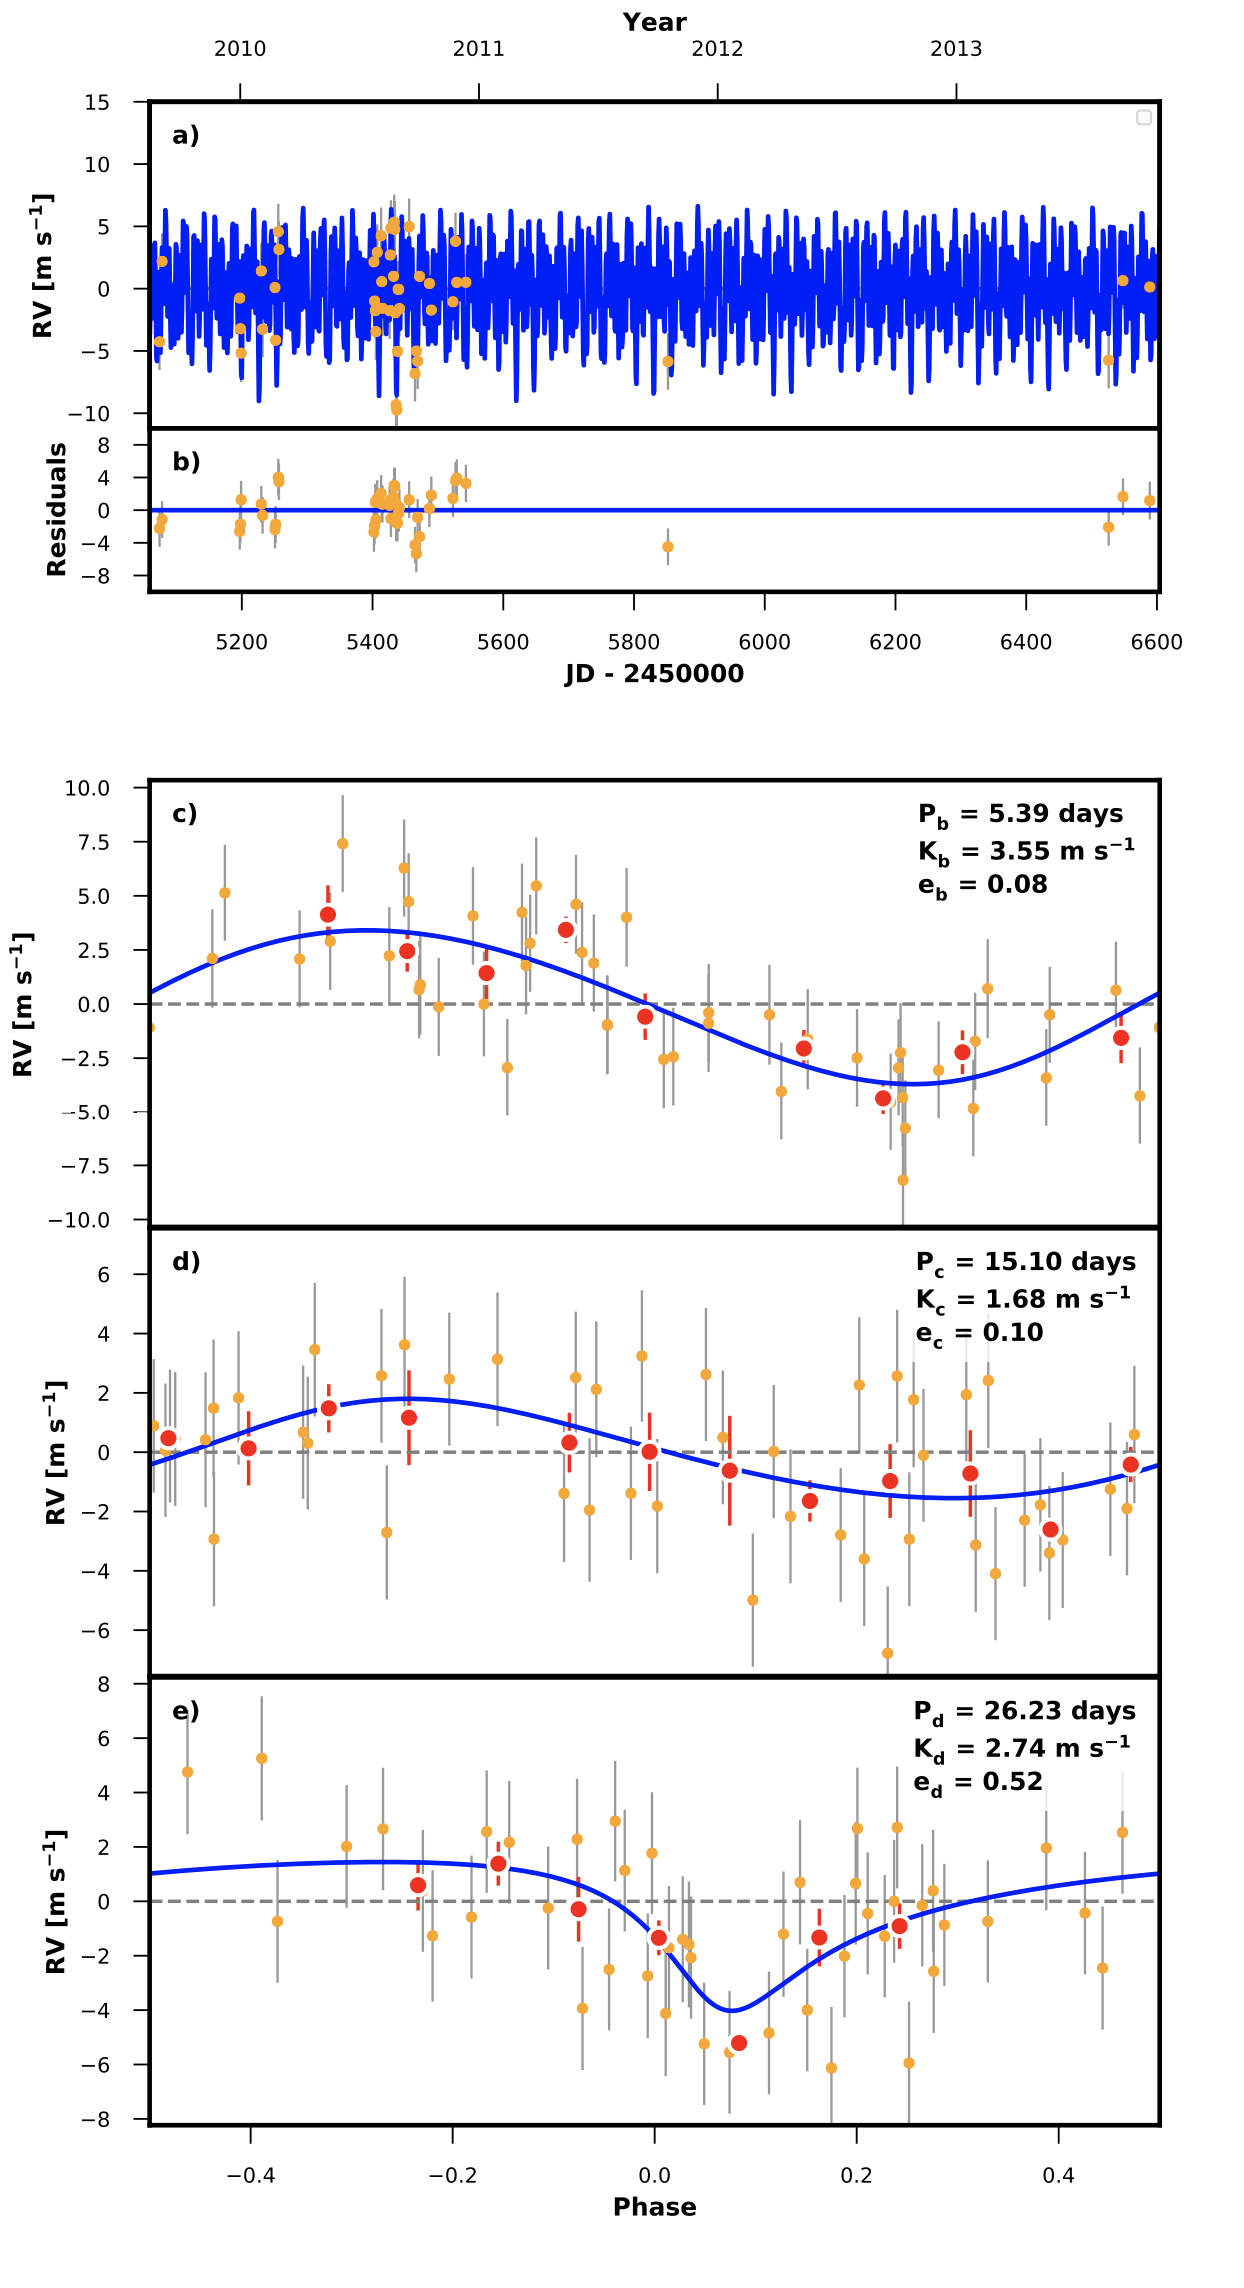 Year
2010 2011 2012 2013
a)
15
10
5
0
−5
−10
RV [m s⁻¹]
b)
8
4
0
−4
−8
Residuals
5200 5400 5600 5800 6000 6200 6400 6600
JD - 2450000
c)
P_b = 5.39 days
K_b = 3.55 m s⁻¹
e_b = 0.08
10.0
7.5
5.0
2.5
0.0
−2.5
−5.0
−7.5
−10.0
RV [m s⁻¹]
d)
P_c = 15.10 days
K_c = 1.68 m s⁻¹
e_c = 0.10
6
4
2
0
−2
−4
−6
RV [m s⁻¹]
e)
P_d = 26.23 days
K_d = 2.74 m s⁻¹
e_d = 0.52
8
6
4
2
0
−2
−4
−6
−8
RV [m s⁻¹]
−0.4 −0.2 0.0 0.2 0.4
Phase